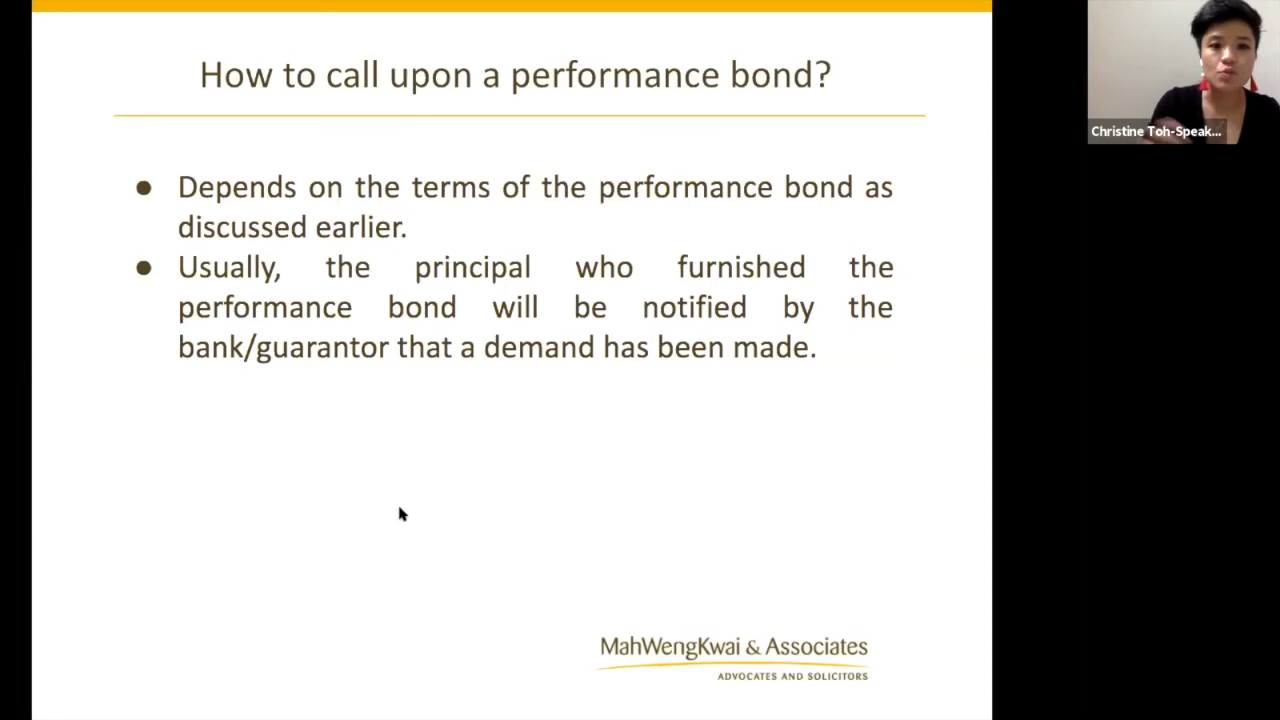 How to call upon a performance bond?
● Depends on the terms of the performance bond as
discussed earlier.
● Usually, the principal who furnished the
performance bond will be notified by the
bank/guarantor that a demand has been made.
MahWengKwai & Associates
ADVOCATES AND SOLICITORS
Christine Toh-Speak...